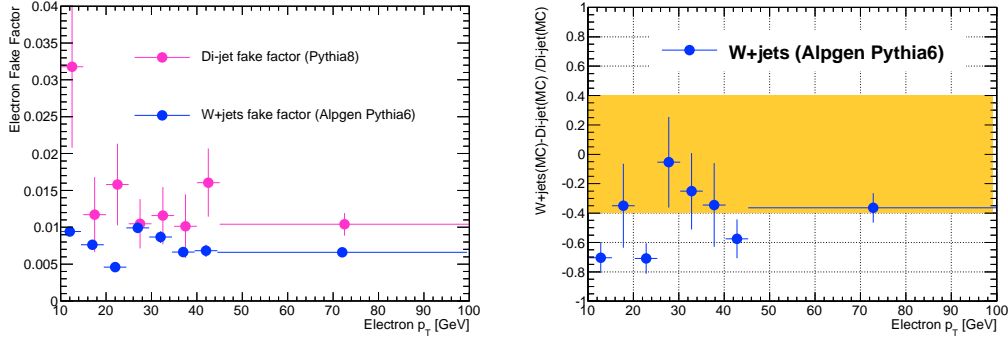 Electron Fake Factor
0.04
0.035
0.03
0.025
0.02
0.015
0.01
0.005
0
Di-jet fake factor (Pythia8)
W+jets fake factor (Alpgen Pythia6)
10 20 30 40 50 60 70 80 90 100
Electron p_T [GeV]
W+jets(MC)-Di-jet(MC) /Di-jet(MC)
1
0.8
0.6
0.4
0.2
0
-0.2
-0.4
-0.6
-0.8
-1
W+jets (Alpgen Pythia6)
10 20 30 40 50 60 70 80 90 100
Electron p_T [GeV]